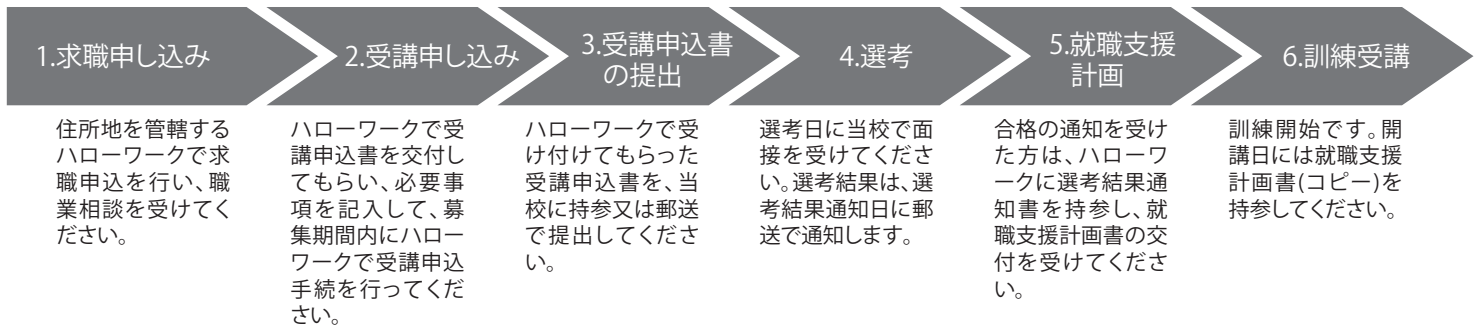 1.求職申し込み
住所地を管轄する
ハローワークで求
職申込を行い、職
業相談を受けてく
ださい。
2.受講申し込み
ハローワークで受
講申込書を交付し
てもらい、必要事
項を記入して、募
集期間内にハロー
ワークで受講申込
手続を行ってくだ
さい。
3.受講申込書
の提出
ハローワークで受
け付けてもらった
受講申込書を、当
校に持参又は郵送
で提出してくださ
い。
4.選考
選考日に当校で面
接を受けてくださ
い。選考結果は、選
考結果通知日に郵
送で通知します。
5.就職支援
計画
合格の通知を受け
た方は、ハローワ
ークに選考結果通
知書を持参し、就
職支援計画書の交
付を受けてくださ
い。
6.訓練受講
訓練開始です。開
講日には就職支援
計画書(コピー)を
持参してください。